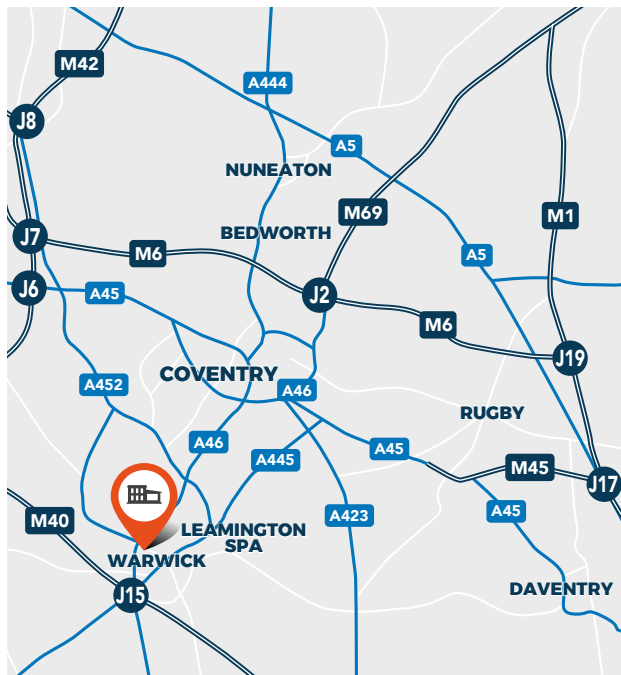 M42
A444
J8
A5
NUNEATON
M69
M1
BEDWORTH
J7
M6
A5
J6
A45
J2
M6
J19
COVENTRY
A452
A46
RUGBY
A46
A45
A445
M45
J17
M40
A423
A45
LEAMINGTON
SPA
WARWICK
DAVENTRY
J15